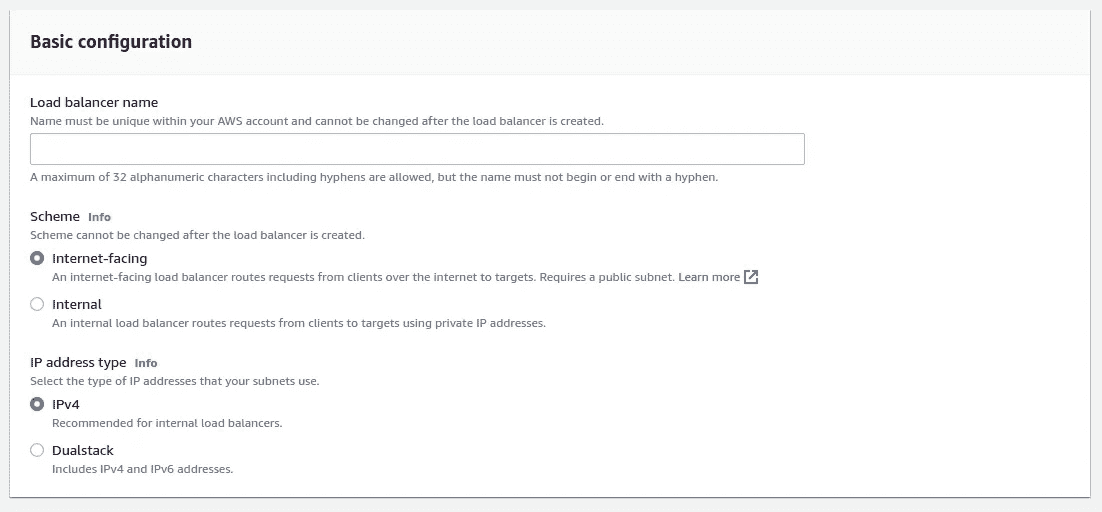 Basic configuration
Load balancer name
Name must be unique within your AWS account and cannot be changed after the load balancer is created.
A maximum of 32 alphanumeric characters including hyphens are allowed, but the name must not begin or end with a hyphen.
Scheme Info
Scheme cannot be changed after the load balancer is created.
Internet-facing
An internet-facing load balancer routes requests from clients over the internet to targets. Requires a public subnet. Learn more
Internal
An internal load balancer routes requests from clients to targets using private IP addresses.
IP address type Info
Select the type of IP addresses that your subnets use.
IPv4
Recommended for internal load balancers.
Dualstack
Includes IPv4 and IPv6 addresses.